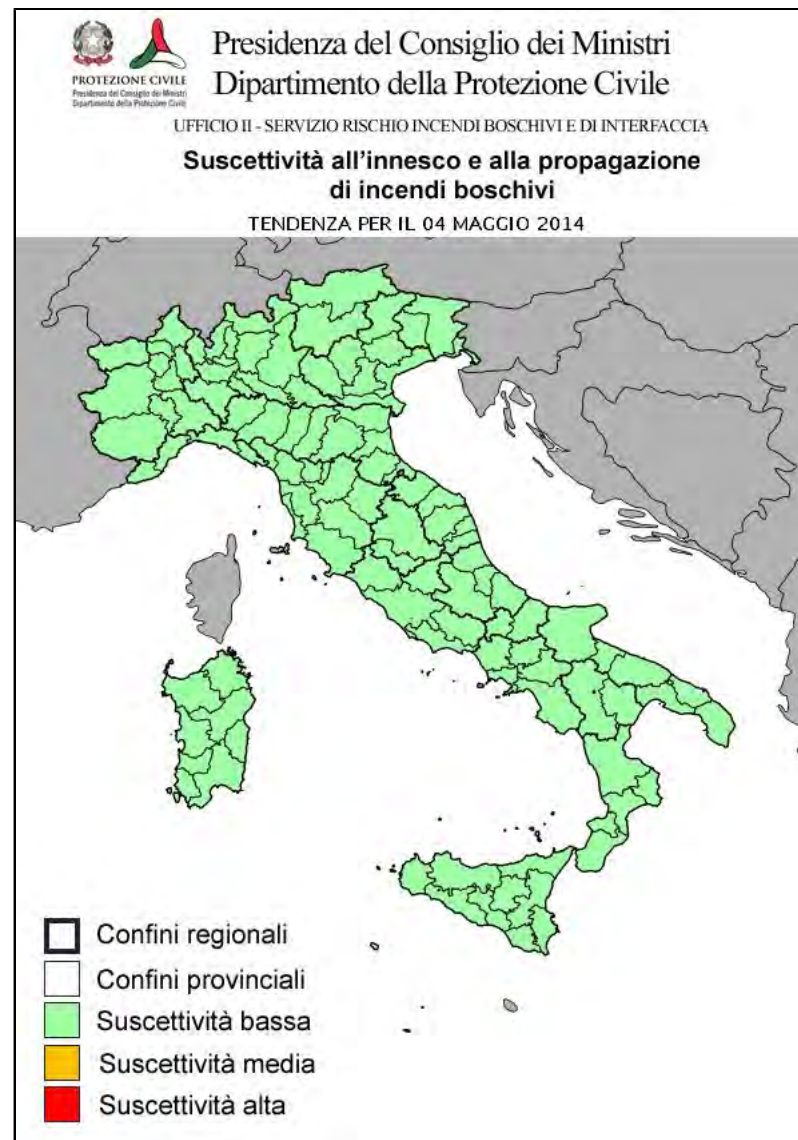 Presidenza del Consiglio dei Ministri
Dipartimento della Protezione Civile
PROTEZIONE CIVILE
Presidenza del Consiglio dei Ministri
Dipartimento della Protezione Civile
UFFICIO II - SERVIZIO RISCHIO INCENDI BOSCHIVI E DI INTERFACCIA
Suscettività all'innesco e alla propagazione
di incendi boschivi
TENDENZA PER IL 04 MAGGIO 2014
Confini regionali
Confini provinciali
Suscettività bassa
Suscettività media
Suscettività alta